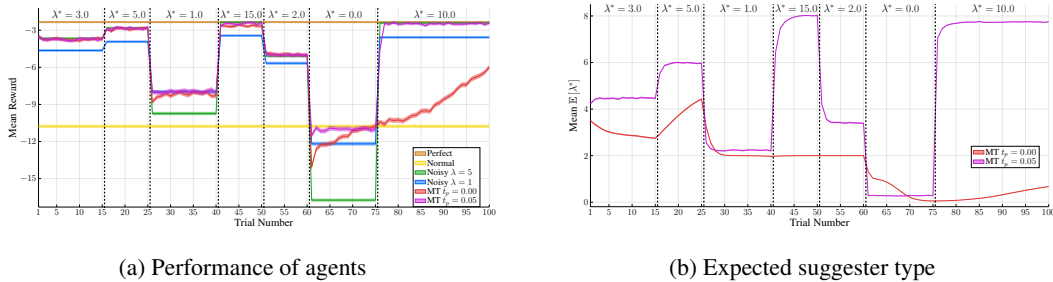 λ* = 3.0 λ* = 5.0 λ* = 1.0 λ* = 15.0 λ* = 2.0 λ* = 0.0 λ* = 10.0
Mean Reward
-3
-6
-9
-12
-15
Perfect
Normal
Noisy λ = 5
Noisy λ = 1
MT t_p = 0.00
MT t_p = 0.05
1 5 10 15 20 25 30 35 40 45 50 55 60 65 70 75 80 85 90 95 100
Trial Number
(a) Performance of agents
λ* = 3.0 λ* = 5.0 λ* = 1.0 λ* = 15.0 λ* = 2.0 λ* = 0.0 λ* = 10.0
Mean E [λ*]
8
6
4
2
0
MT t_p = 0.00
MT t_p = 0.05
1 5 10 15 20 25 30 35 40 45 50 55 60 65 70 75 80 85 90 95 100
Trial Number
(b) Expected suggester type